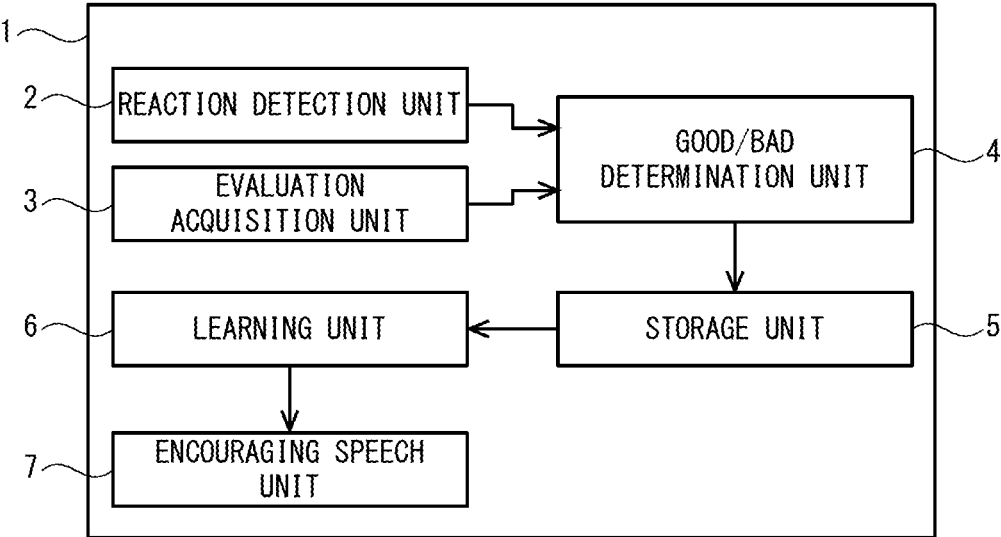 1
2
REACTION DETECTION UNIT
GOOD/BAD
DETERMINATION UNIT
4
3
EVALUATION
ACQUISITION UNIT
6
LEARNING UNIT
STORAGE UNIT
5
7
ENCOURAGING SPEECH
UNIT